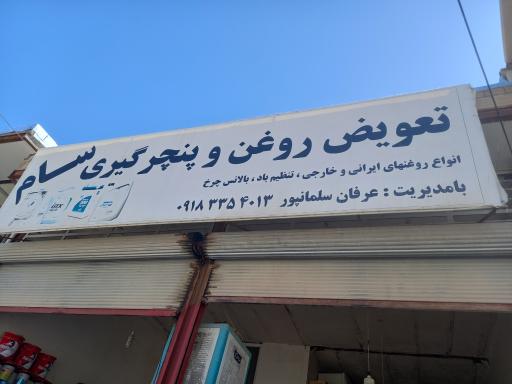 تعویض روغن و پنچرگیری سام
انواع روغنهای ایرانی و خارجی ، تنظیم باد ، بالانس چرخ
بامدیریت : عرفان سلمانپور ۰۹۱۸ ۳۳۵ ۴۰۱۳